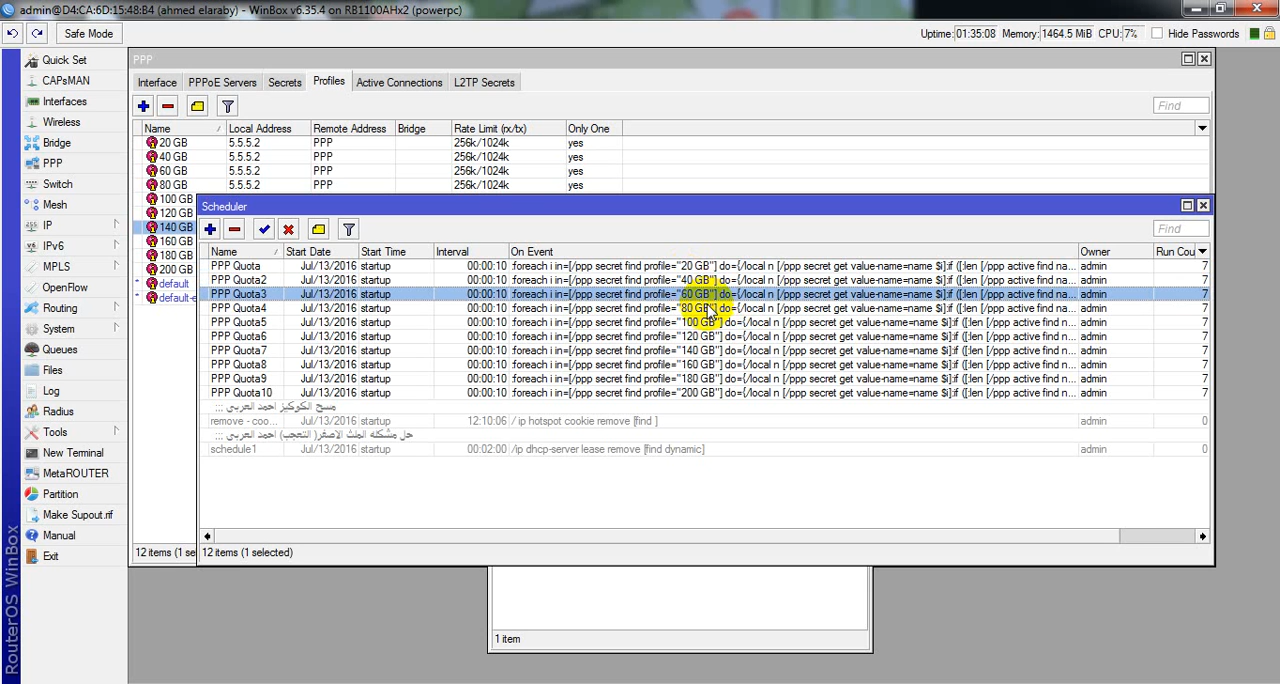 admin@D4:CA:6D:15:48:B4 (ahmed elaraby) - WinBox v6.35.4 on RB1100AHx2 (powerpc)
Safe Mode Uptime: 01:35:08 Memory: 1464.5 MiB CPU: 7% Hide Passwords
Quick Set
CAPsMAN
Interfaces
Wireless
Bridge
PPP
Switch
Mesh
IP
IPv6
MPLS
OpenFlow
Routing
System
Queues
Files
Log
Radius
Tools
New Terminal
MetaROUTER
Partition
Make Supout.rif
Manual
Exit
RouterOS WinBox
PPP
Interface PPPoE Servers Secrets Profiles Active Connections L2TP Secrets
Find
Name / Local Address Remote Address Bridge Rate Limit (rx/tx) Only One
20 GB 5.5.5.2 PPP 256k/1024k yes
40 GB 5.5.5.2 PPP 256k/1024k yes
60 GB 5.5.5.2 PPP 256k/1024k yes
80 GB 5.5.5.2 PPP 256k/1024k yes
100 GB
120 GB
140 GB
160 GB
180 GB
200 GB
* default
* default-e
12 items (1 se
Scheduler
Find
Name / Start Date Start Time Interval On Event Owner Run Cou
PPP Quota Jul/13/2016 startup 00:00:10 :foreach i in=[/ppp secret find profile="20 GB"] do={/local n [/ppp secret get value-name=name $i]:if ([:len [/ppp active find na... admin 7
PPP Quota2 Jul/13/2016 startup 00:00:10 :foreach i in=[/ppp secret find profile="40 GB"] do={/local n [/ppp secret get value-name=name $i]:if ([:len [/ppp active find na... admin 7
PPP Quota3 Jul/13/2016 startup 00:00:10 :foreach i in=[/ppp secret find profile="60 GB"] do={/local n [/ppp secret get value-name=name $i]:if ([:len [/ppp active find na... admin 7
PPP Quota4 Jul/13/2016 startup 00:00:10 :foreach i in=[/ppp secret find profile="80 GB"] do={/local n [/ppp secret get value-name=name $i]:if ([:len [/ppp active find na... admin 7
PPP Quota5 Jul/13/2016 startup 00:00:10 :foreach i in=[/ppp secret find profile="100 GB"] do={/local n [/ppp secret get value-name=name $i]:if ([:len [/ppp active find n... admin 7
PPP Quota6 Jul/13/2016 startup 00:00:10 :foreach i in=[/ppp secret find profile="120 GB"] do={/local n [/ppp secret get value-name=name $i]:if ([:len [/ppp active find n... admin 7
PPP Quota7 Jul/13/2016 startup 00:00:10 :foreach i in=[/ppp secret find profile="140 GB"] do={/local n [/ppp secret get value-name=name $i]:if ([:len [/ppp active find n... admin 7
PPP Quota8 Jul/13/2016 startup 00:00:10 :foreach i in=[/ppp secret find profile="160 GB"] do={/local n [/ppp secret get value-name=name $i]:if ([:len [/ppp active find n... admin 7
PPP Quota9 Jul/13/2016 startup 00:00:10 :foreach i in=[/ppp secret find profile="180 GB"] do={/local n [/ppp secret get value-name=name $i]:if ([:len [/ppp active find n... admin 7
PPP Quota10 Jul/13/2016 startup 00:00:10 :foreach i in=[/ppp secret find profile="200 GB"] do={/local n [/ppp secret get value-name=name $i]:if ([:len [/ppp active find n... admin 7
;;; مسح الكوكيز احمد العربي
remove - coo... Jul/13/2016 startup 12:10:06 / ip hotspot cookie remove [find ] admin 0
;;; حل مشكله المثلث الاصفر( التعجب) احمد العربي
schedule1 Jul/13/2016 startup 00:02:00 /ip dhcp-server lease remove [find dynamic] admin 0
12 items (1 selected)
1 item